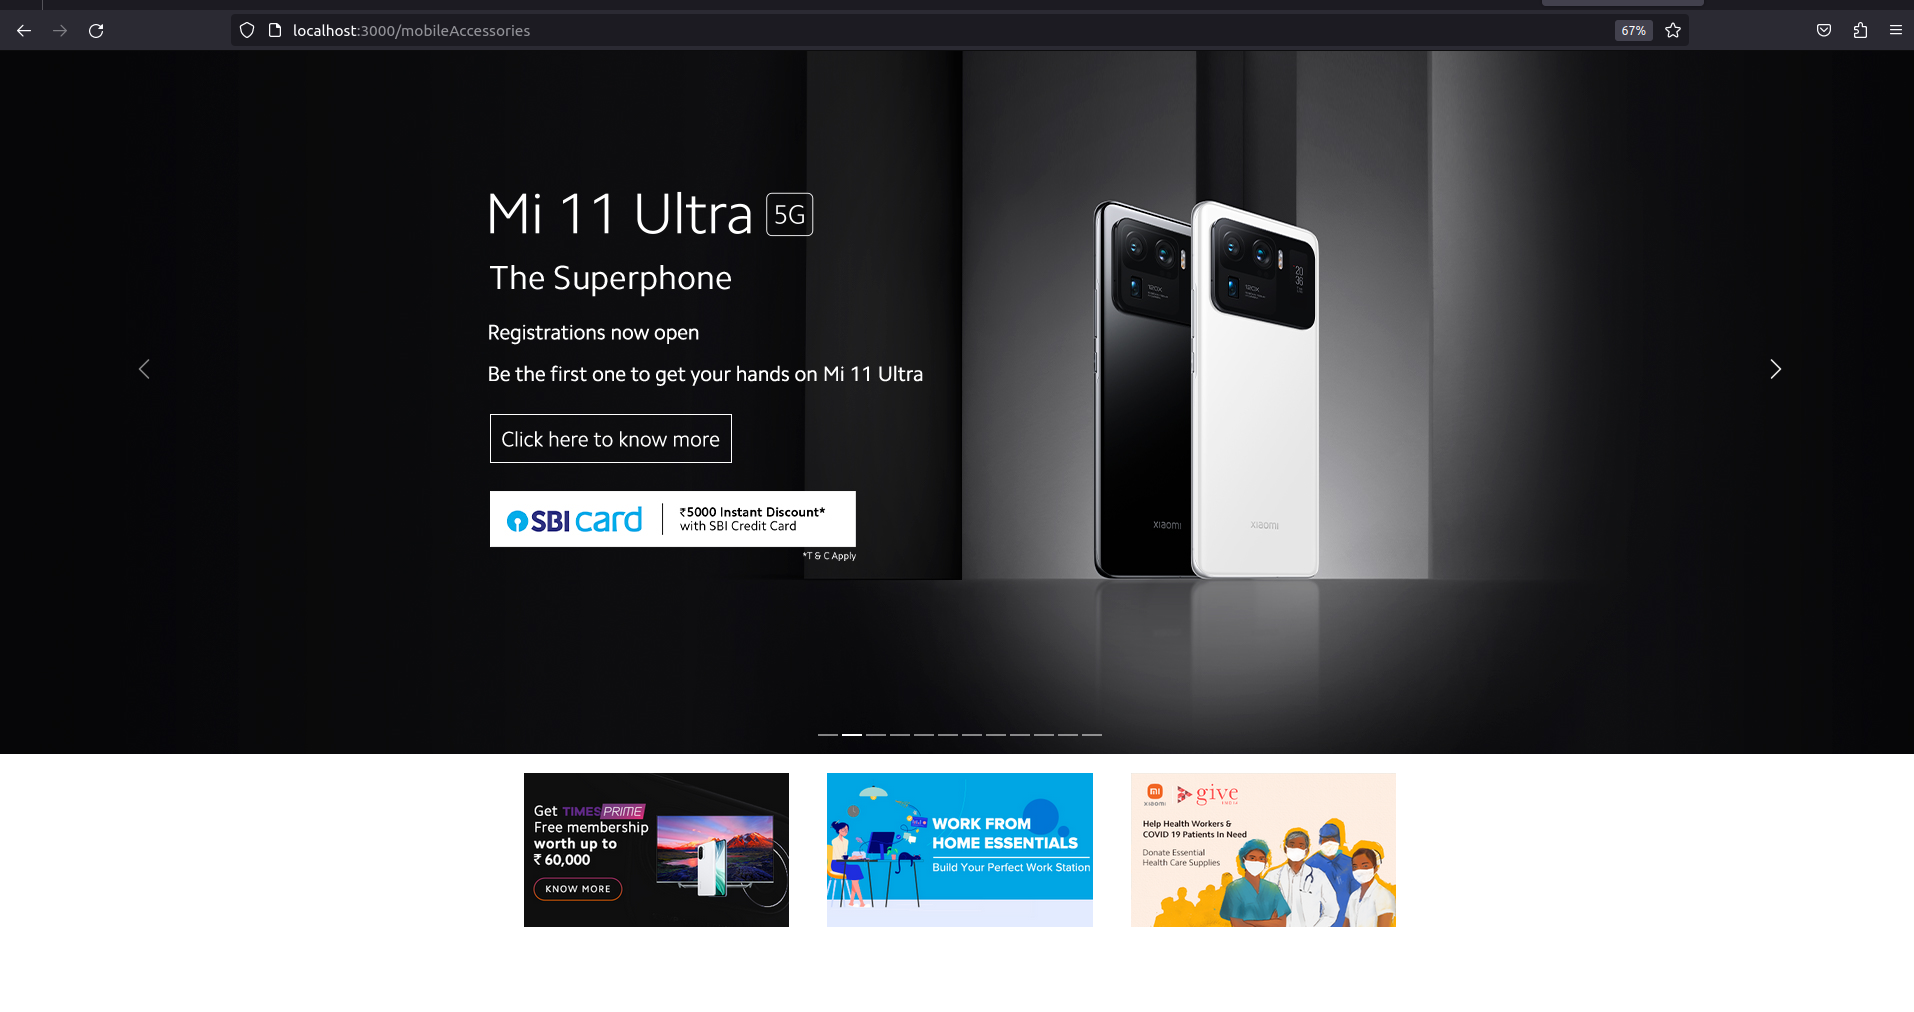 localhost:3000/mobileAccessories
67%
Mi 11 Ultra 5G
The Superphone
Registrations now open
Be the first one to get your hands on Mi 11 Ultra
Click here to know more
SBI card
₹5000 Instant Discount*
with SBI Credit Card
*T & C Apply
120X
120X
xiaomi
xiaomi
Get TIMES PRIME
Free membership
worth up to
₹ 60,000
KNOW MORE
WORK FROM
HOME ESSENTIALS
Build Your Perfect Work Station
mi
xiaomi
give
INDIA
Help Health Workers &
COVID 19 Patients In Need
Donate Essential
Health Care Supplies